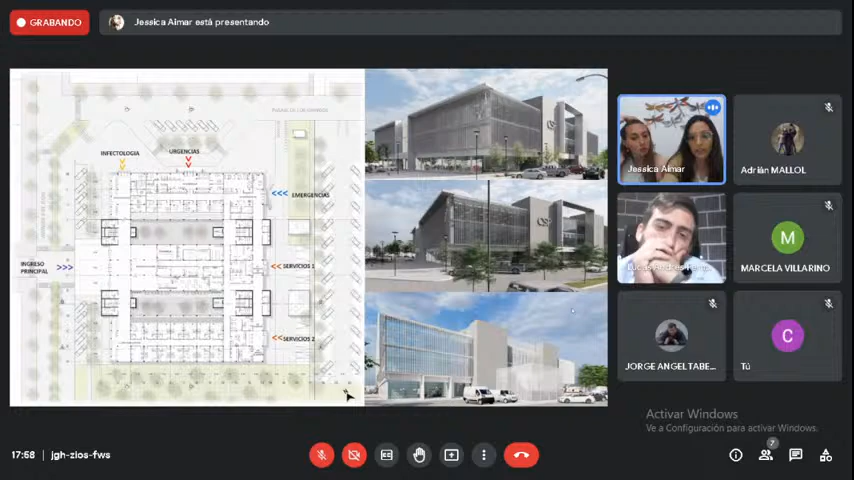 GRABANDO
Jessica Aimar está presentando
INFECTOLOGIA
URGENCIAS
<<< EMERGENCIAS
INGRESO
PRINCIPAL
>>>
<< SERVICIOS 1
<< SERVICIOS 2
Jessica Aimar
Adrián MALLOL
MARCELA VILLARINO
M
JORGE ANGEL TABE...
C
Tú
Activar Windows
Ve a Configuración para activar Windows.
17:58 | jgh-zios-fws
7